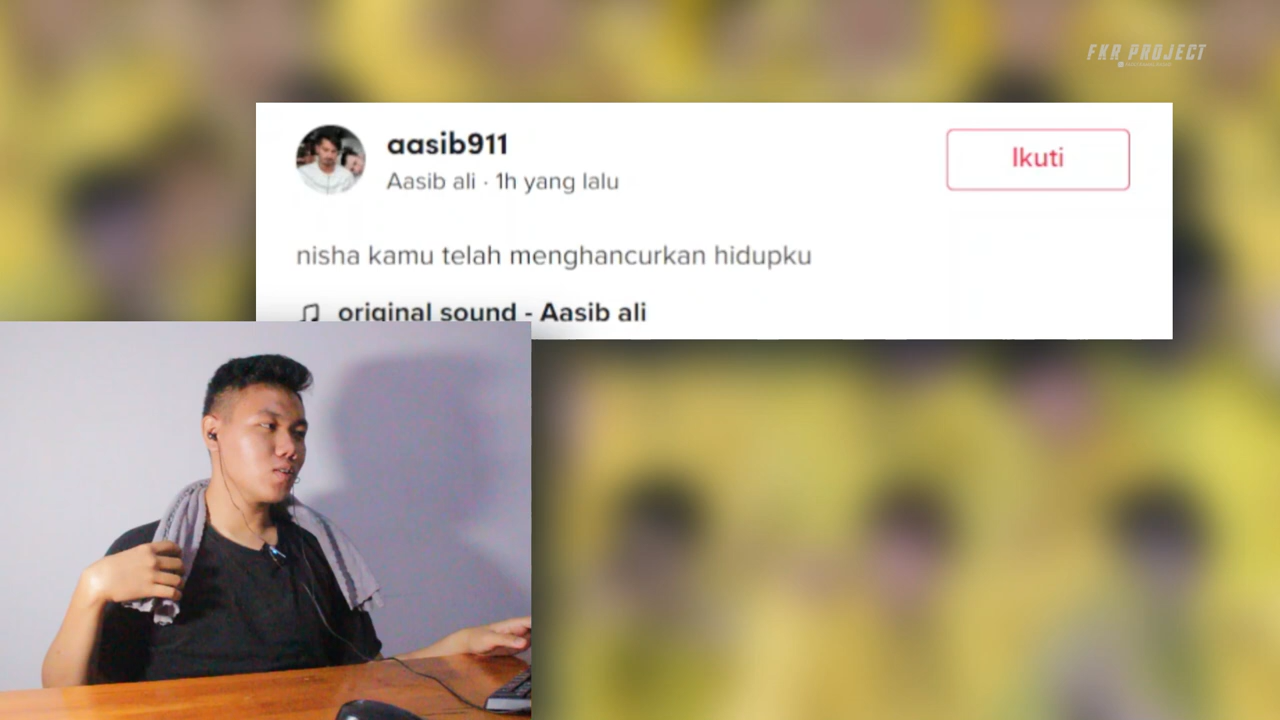 FKR PROJECT
aasib911
Aasib ali · 1h yang lalu
Ikuti
nisha kamu telah menghancurkan hidupku
original sound - Aasib ali